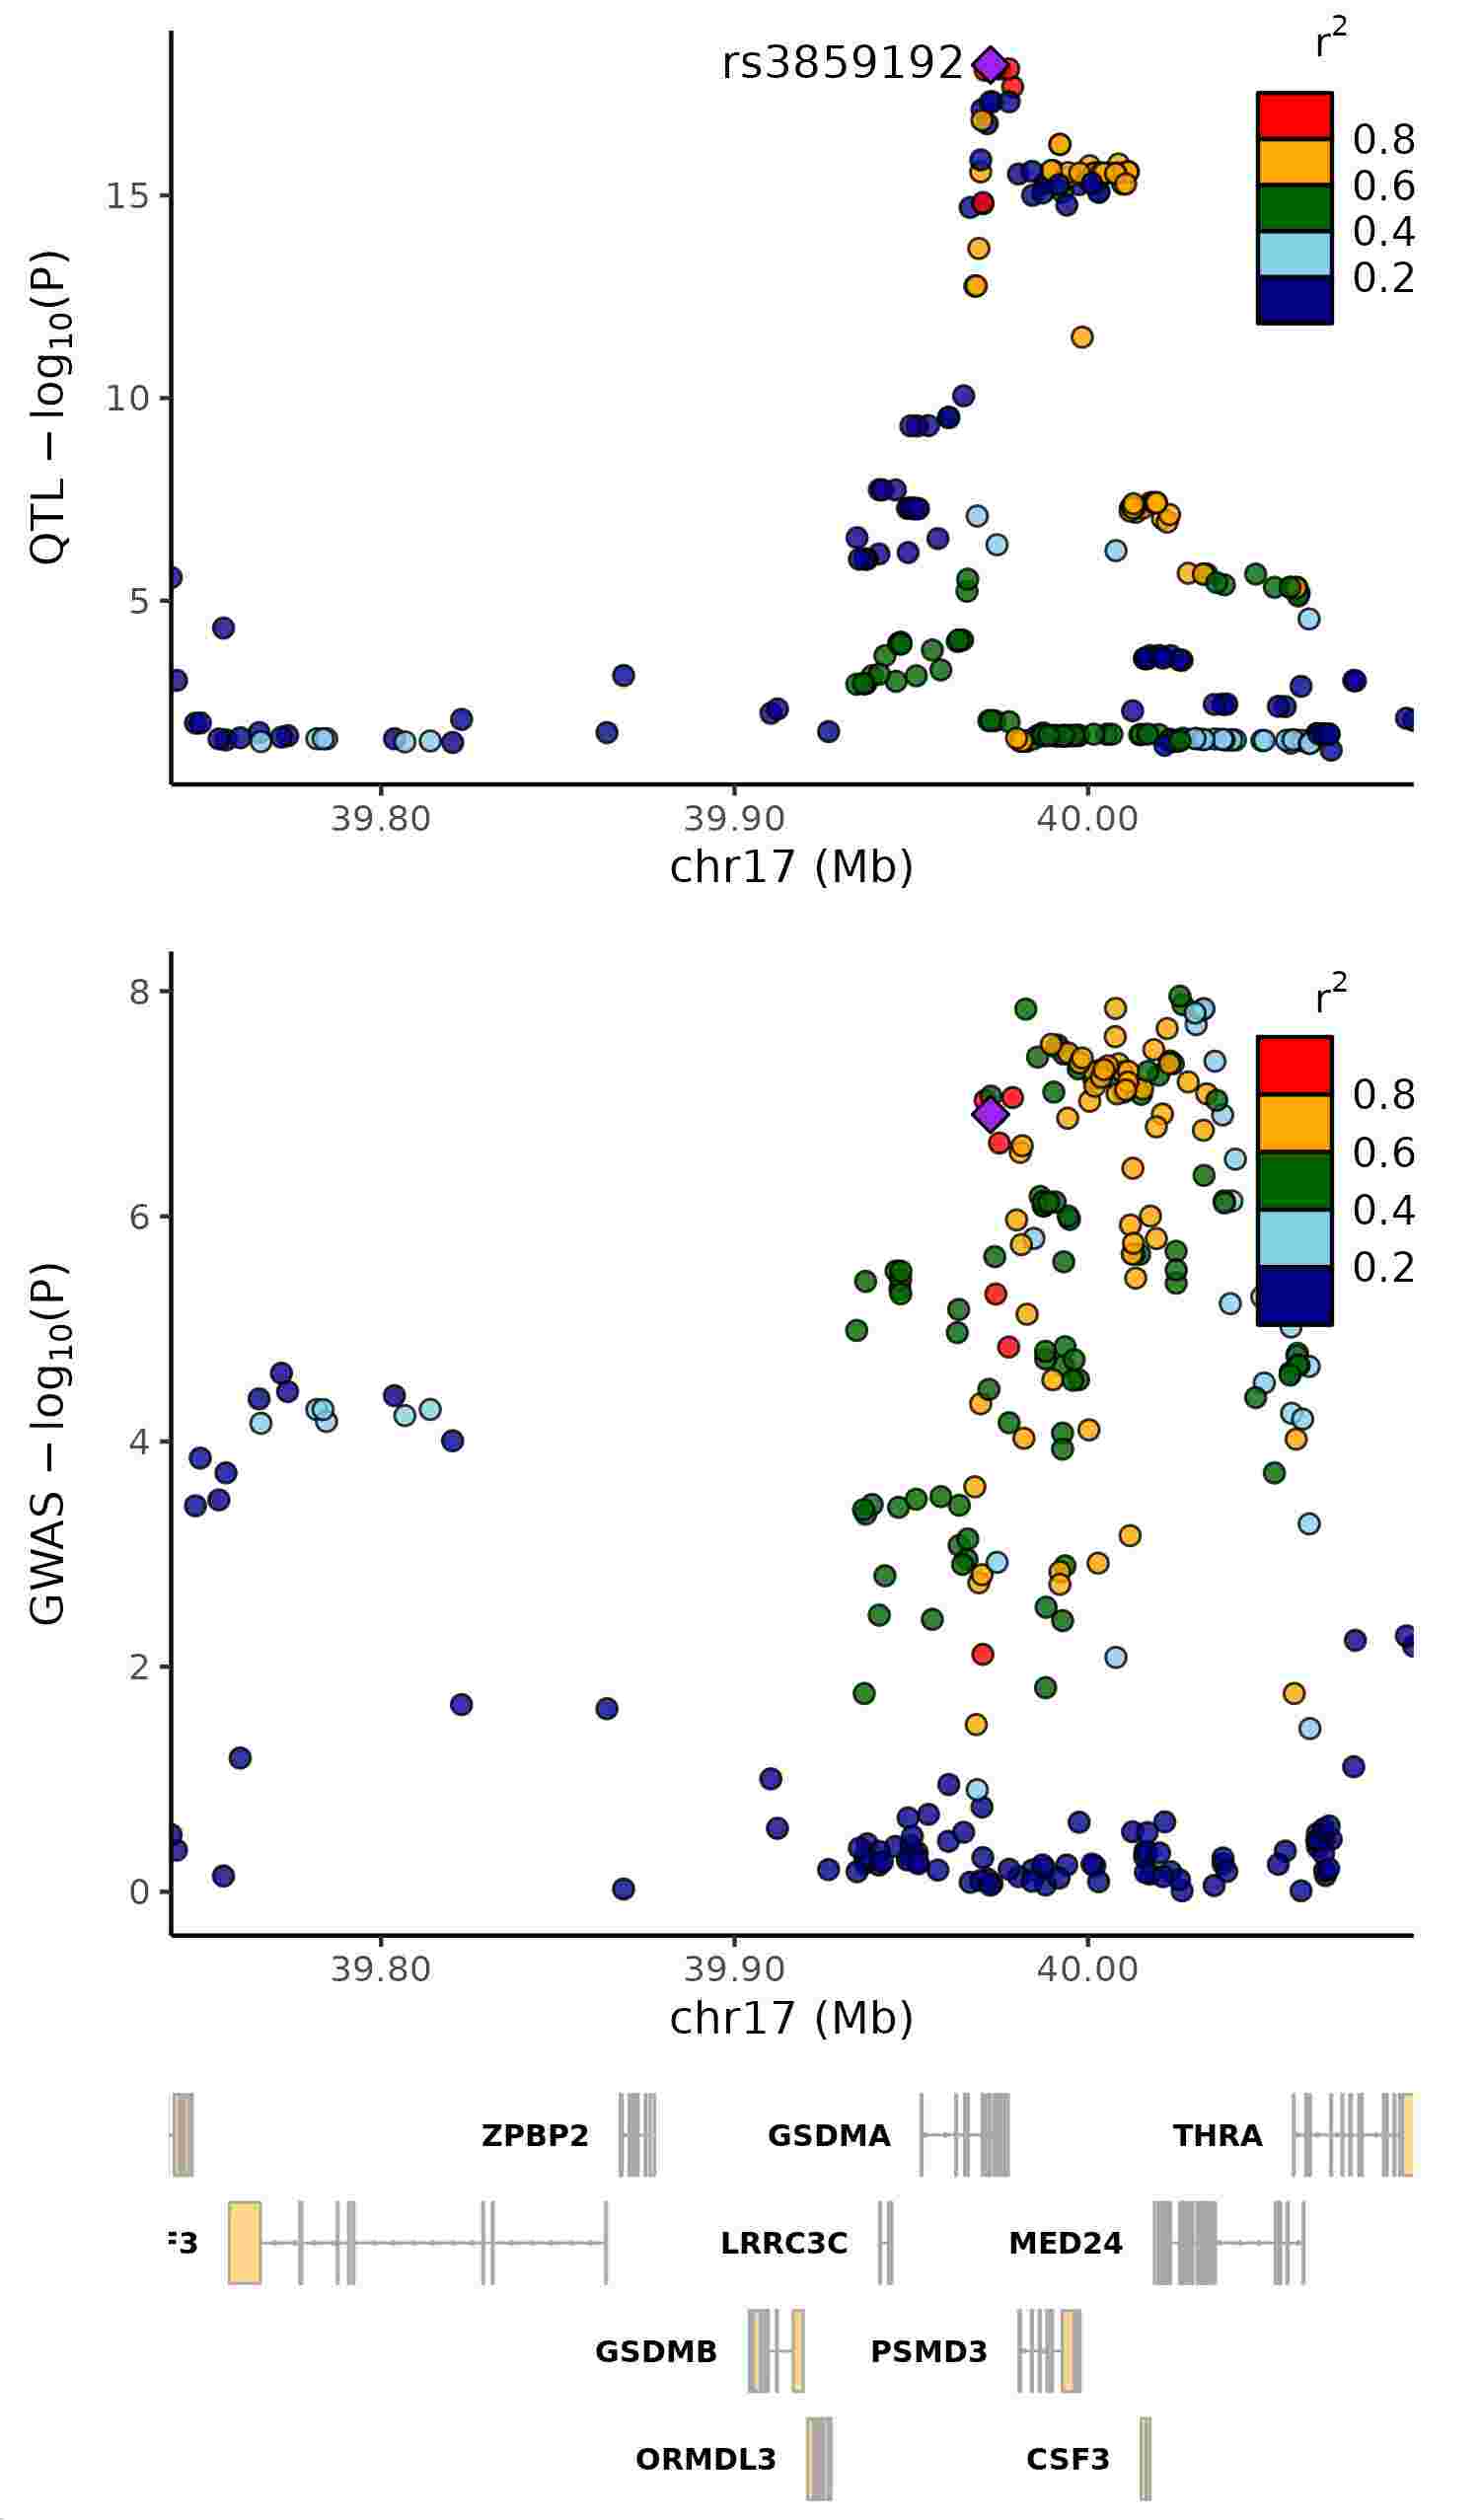 r²
rs3859192
0.8
0.6
0.4
0.2
15
10
5
QTL −log₁₀(P)
39.80 39.90 40.00
chr17 (Mb)
r²
8
6
4
2
0
0.8
0.6
0.4
0.2
GWAS −log₁₀(P)
39.80 39.90 40.00
chr17 (Mb)
ZPBP2 GSDMA THRA
F3 LRRC3C MED24
GSDMB PSMD3
ORMDL3 CSF3